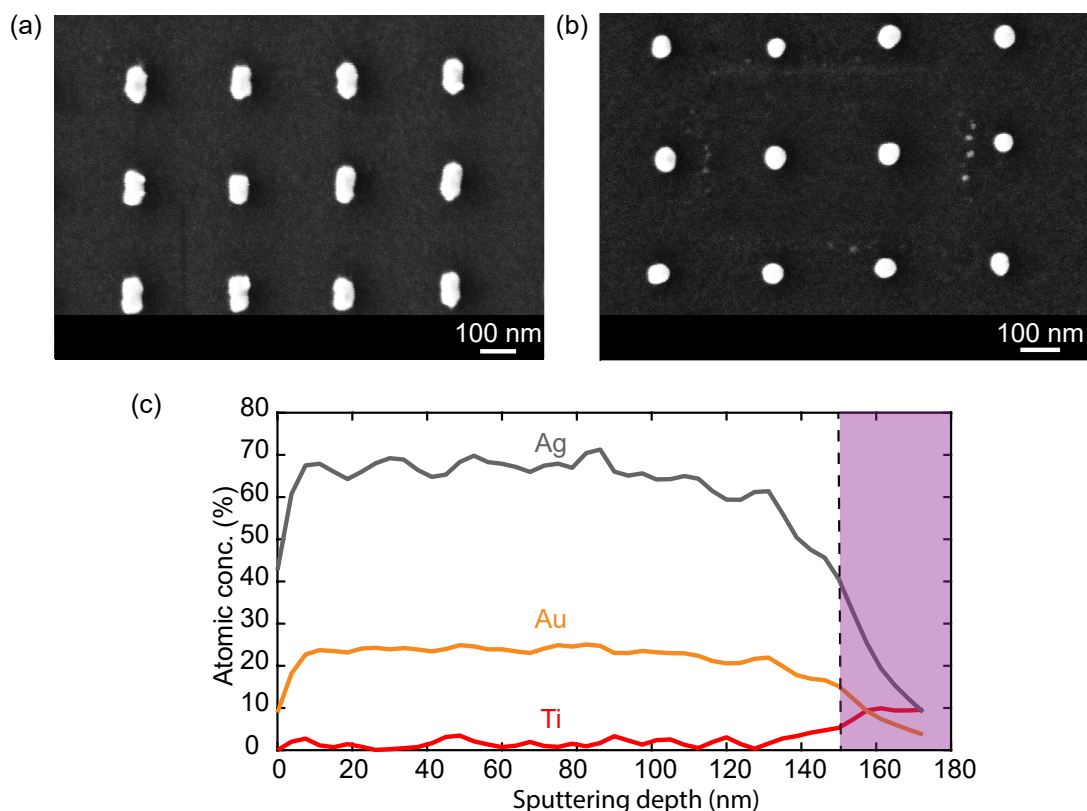 (a)
(b)
100 nm
100 nm
(c)
80
70
60
50
40
30
20
10
0
Atomic conc. (%)
Ag
Au
Ti
0 20 40 60 80 100 120 140 160 180
Sputtering depth (nm)